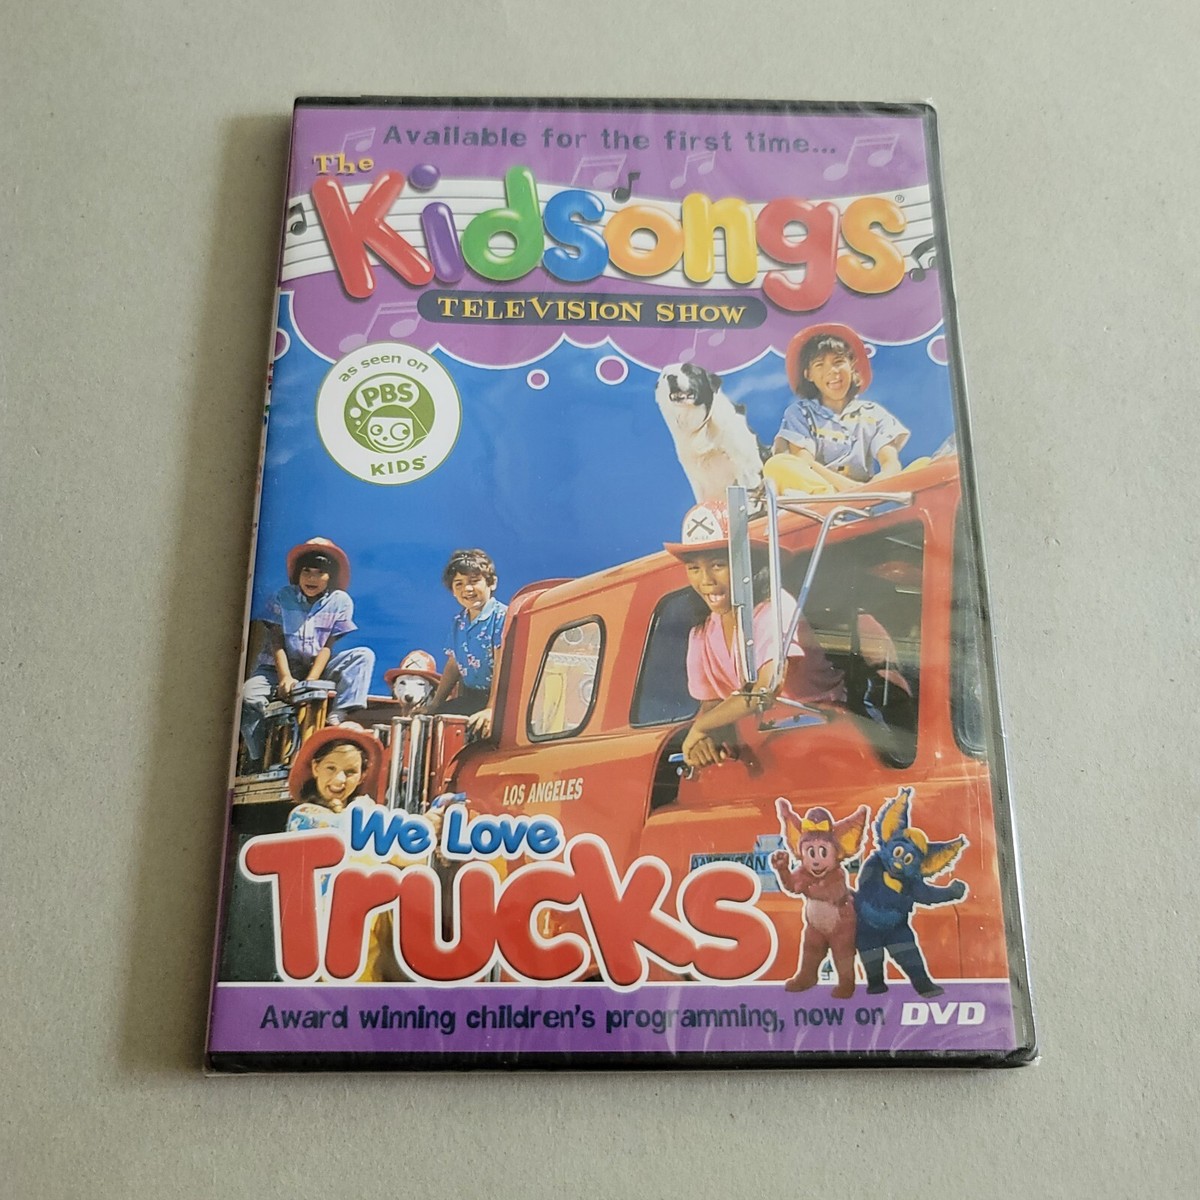 Available for the first time...
The
Kidsongs®
TELEVISION SHOW
as seen on
PBS
KIDS™
LOS ANGELES
We Love
Trucks
Award winning children's programming, now on DVD